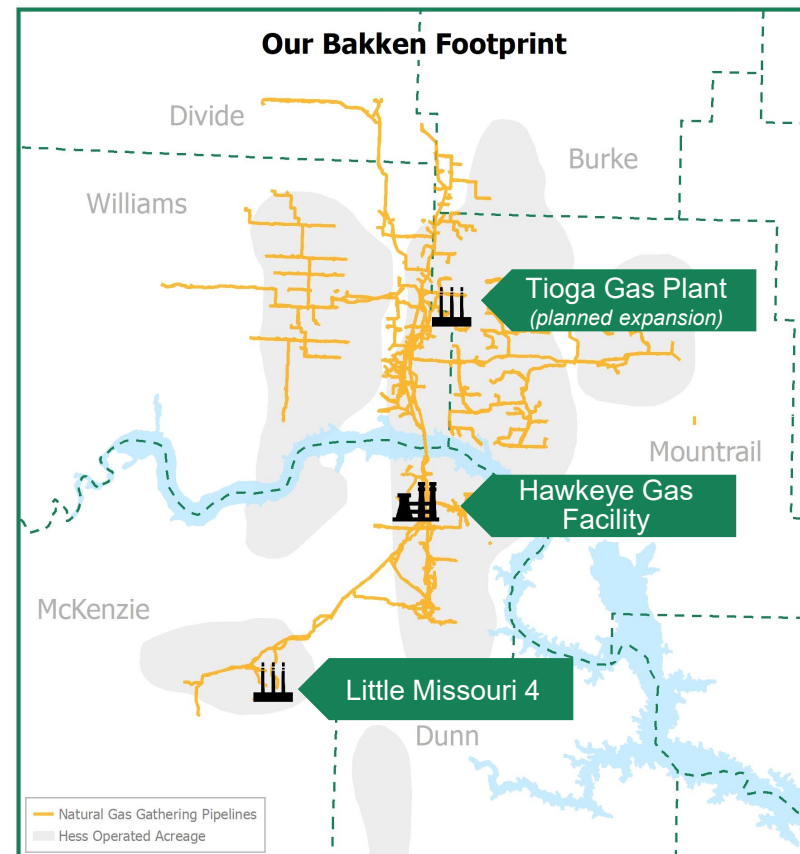 Our Bakken Footprint
Divide
Burke
Williams
Tioga Gas Plant
(planned expansion)
Mountrail
Hawkeye Gas
Facility
McKenzie
Little Missouri 4
Dunn
Natural Gas Gathering Pipelines
Hess Operated Acreage